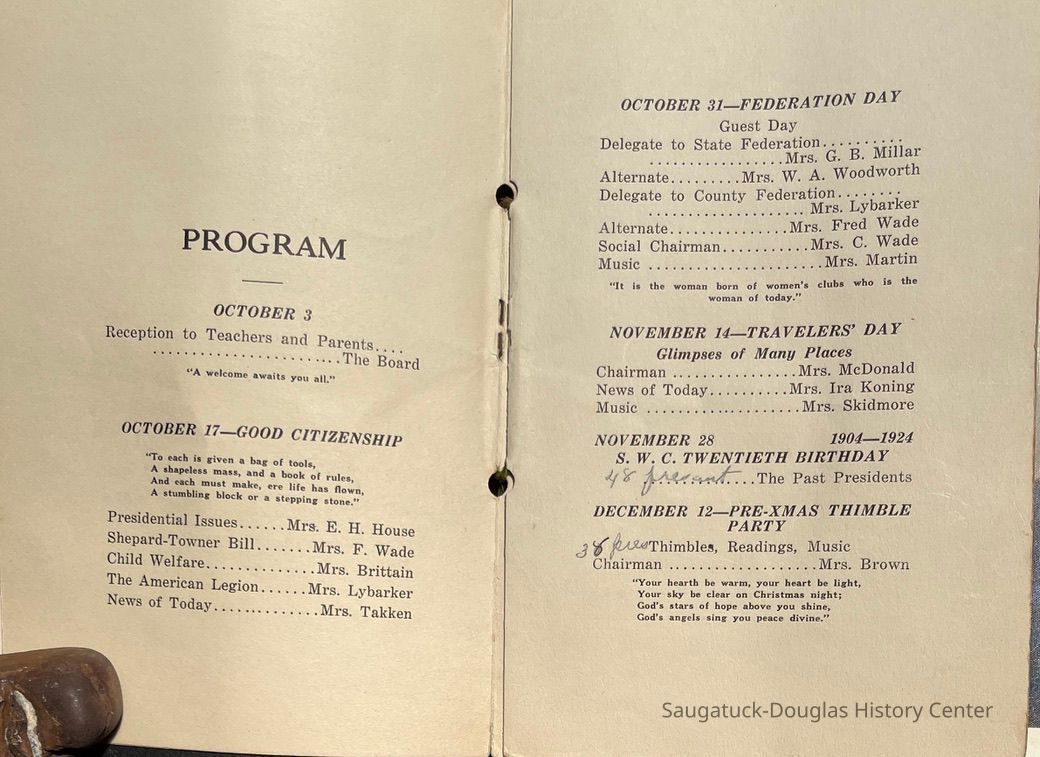 PROGRAM
OCTOBER 3
Reception to Teachers and Parents....
........................The Board
"A welcome awaits you all."
OCTOBER 17—GOOD CITIZENSHIP
"To each is given a bag of tools,
A shapeless mass, and a book of rules,
And each must make, ere life has flown,
A stumbling block or a stepping stone."
Presidential Issues......Mrs. E. H. House
Shepard-Towner Bill.......Mrs. F. Wade
Child Welfare..............Mrs. Brittain
The American Legion......Mrs. Lybarker
News of Today..............Mrs. Takken
OCTOBER 31—FEDERATION DAY
Guest Day
Delegate to State Federation..........
.................Mrs. G. B. Millar
Alternate.........Mrs. W. A. Woodworth
Delegate to County Federation........
.................... Mrs. Lybarker
Alternate...............Mrs. Fred Wade
Social Chairman...........Mrs. C. Wade
Music ......................Mrs. Martin
"It is the woman born of women's clubs who is the
woman of today."
NOVEMBER 14—TRAVELERS' DAY
Glimpses of Many Places
Chairman ................Mrs. McDonald
News of Today..........Mrs. Ira Koning
Music ....................Mrs. Skidmore
NOVEMBER 28 1904—1924
S. W. C. TWENTIETH BIRTHDAY
48 present....The Past Presidents
DECEMBER 12—PRE-XMAS THIMBLE
PARTY
38 pres Thimbles, Readings, Music
Chairman ...................Mrs. Brown
"Your hearth be warm, your heart be light,
Your sky be clear on Christmas night;
God's stars of hope above you shine,
God's angels sing you peace divine."
Saugatuck-Douglas History Center